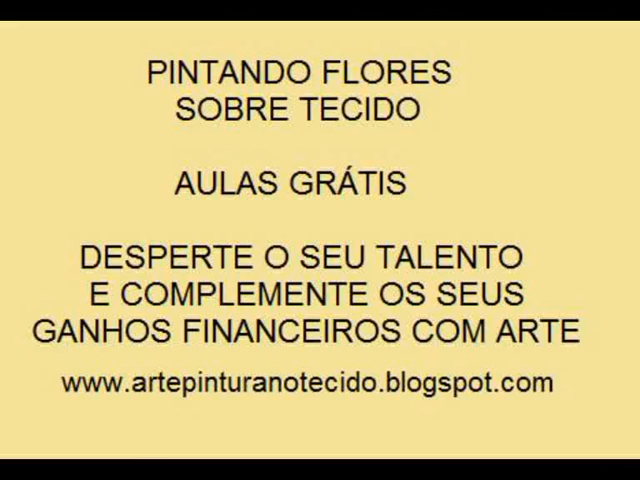 PINTANDO FLORES
SOBRE TECIDO
AULAS GRÁTIS
DESPERTE O SEU TALENTO
E COMPLEMENTE OS SEUS
GANHOS FINANCEIROS COM ARTE
www.artepinturanotecido.blogspot.com